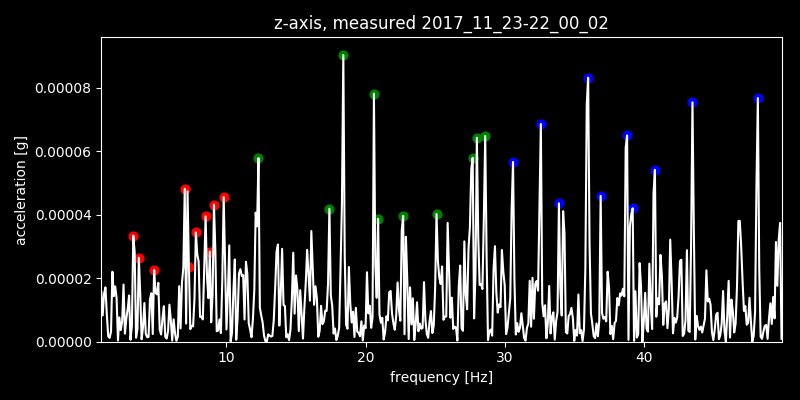 z-axis, measured 2017_11_23-22_00_02
acceleration [g]
0.00008
0.00006
0.00004
0.00002
0.00000
10 20 30 40
frequency [Hz]